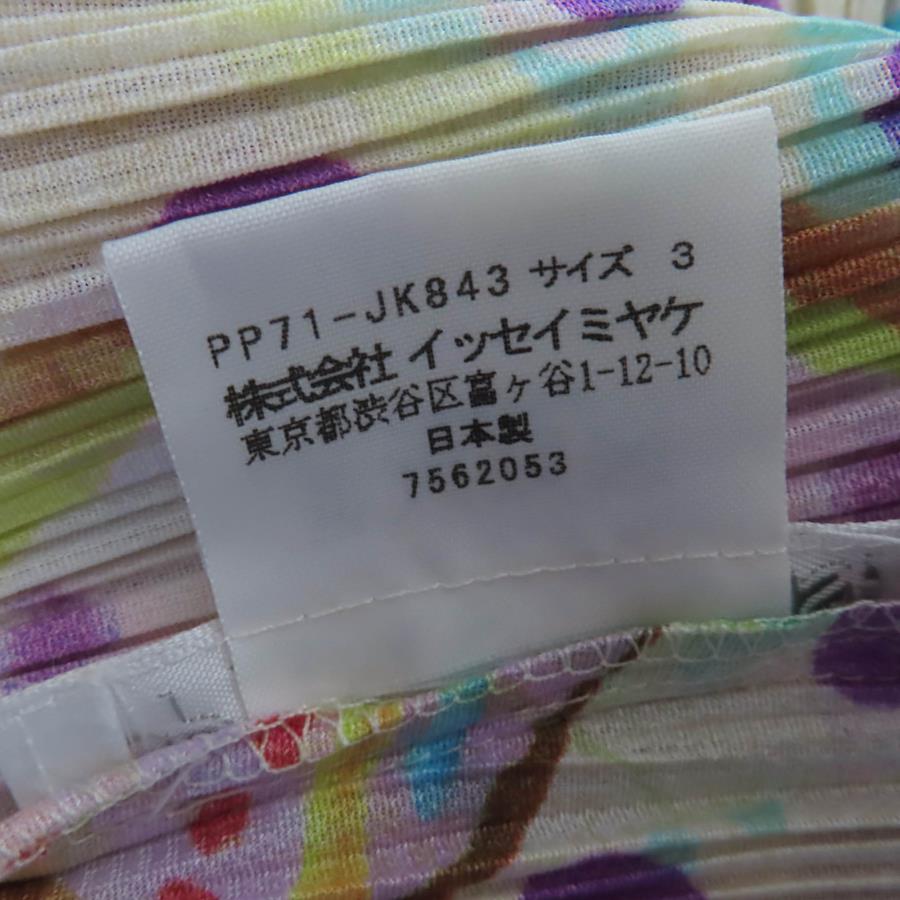 PP71-JK843 サイズ 3
株式会社 イッセイミヤケ
東京都渋谷区富ヶ谷1-12-10
日本製
7562053